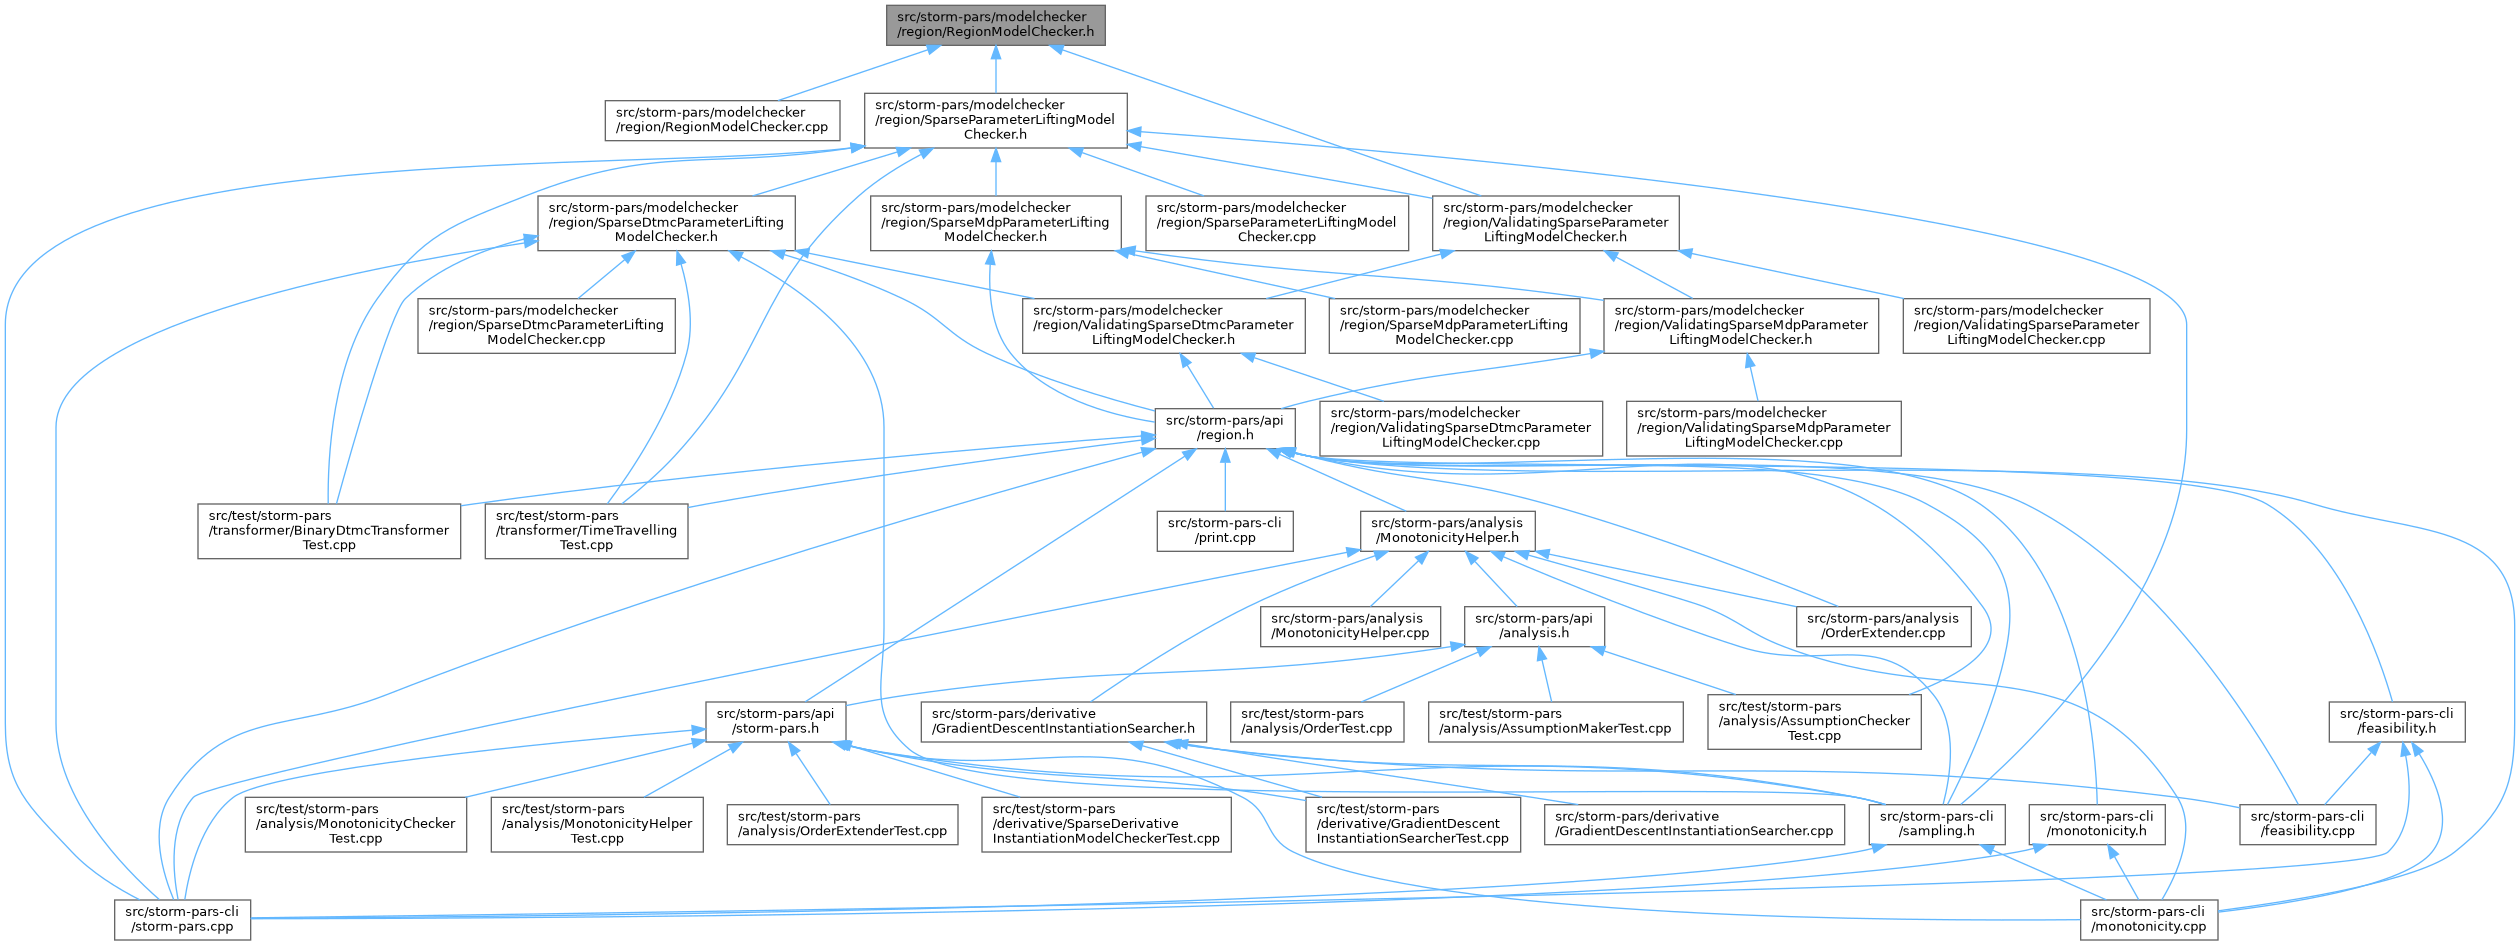 src/storm-pars/modelchecker
/region/RegionModelChecker.h
src/storm-pars/modelchecker
/region/RegionModelChecker.cpp
src/storm-pars/modelchecker
/region/SparseParameterLiftingModel
Checker.h
src/storm-pars/modelchecker
/region/SparseDtmcParameterLifting
ModelChecker.h
src/storm-pars/modelchecker
/region/SparseMdpParameterLifting
ModelChecker.h
src/storm-pars/modelchecker
/region/SparseParameterLiftingModel
Checker.cpp
src/storm-pars/modelchecker
/region/ValidatingSparseParameter
LiftingModelChecker.h
src/storm-pars/modelchecker
/region/SparseDtmcParameterLifting
ModelChecker.cpp
src/storm-pars/modelchecker
/region/ValidatingSparseDtmcParameter
LiftingModelChecker.h
src/storm-pars/modelchecker
/region/SparseMdpParameterLifting
ModelChecker.cpp
src/storm-pars/modelchecker
/region/ValidatingSparseMdpParameter
LiftingModelChecker.h
src/storm-pars/modelchecker
/region/ValidatingSparseParameter
LiftingModelChecker.cpp
src/storm-pars/api
/region.h
src/storm-pars/modelchecker
/region/ValidatingSparseDtmcParameter
LiftingModelChecker.cpp
src/storm-pars/modelchecker
/region/ValidatingSparseMdpParameter
LiftingModelChecker.cpp
src/test/storm-pars
/transformer/BinaryDtmcTransformer
Test.cpp
src/test/storm-pars
/transformer/TimeTravelling
Test.cpp
src/storm-pars-cli
/print.cpp
src/storm-pars/analysis
/MonotonicityHelper.h
src/storm-pars/analysis
/MonotonicityHelper.cpp
src/storm-pars/api
/analysis.h
src/storm-pars/analysis
/OrderExtender.cpp
src/storm-pars/api
/storm-pars.h
src/storm-pars/derivative
/GradientDescentInstantiationSearcher.h
src/test/storm-pars
/analysis/OrderTest.cpp
src/test/storm-pars
/analysis/AssumptionMakerTest.cpp
src/test/storm-pars
/analysis/AssumptionChecker
Test.cpp
src/storm-pars-cli
/feasibility.h
src/test/storm-pars
/analysis/MonotonicityChecker
Test.cpp
src/test/storm-pars
/analysis/MonotonicityHelper
Test.cpp
src/test/storm-pars
/analysis/OrderExtenderTest.cpp
src/test/storm-pars
/derivative/SparseDerivative
InstantiationModelCheckerTest.cpp
src/test/storm-pars
/derivative/GradientDescent
InstantiationSearcherTest.cpp
src/storm-pars/derivative
/GradientDescentInstantiationSearcher.cpp
src/storm-pars-cli
/sampling.h
src/storm-pars-cli
/monotonicity.h
src/storm-pars-cli
/feasibility.cpp
src/storm-pars-cli
/storm-pars.cpp
src/storm-pars-cli
/monotonicity.cpp